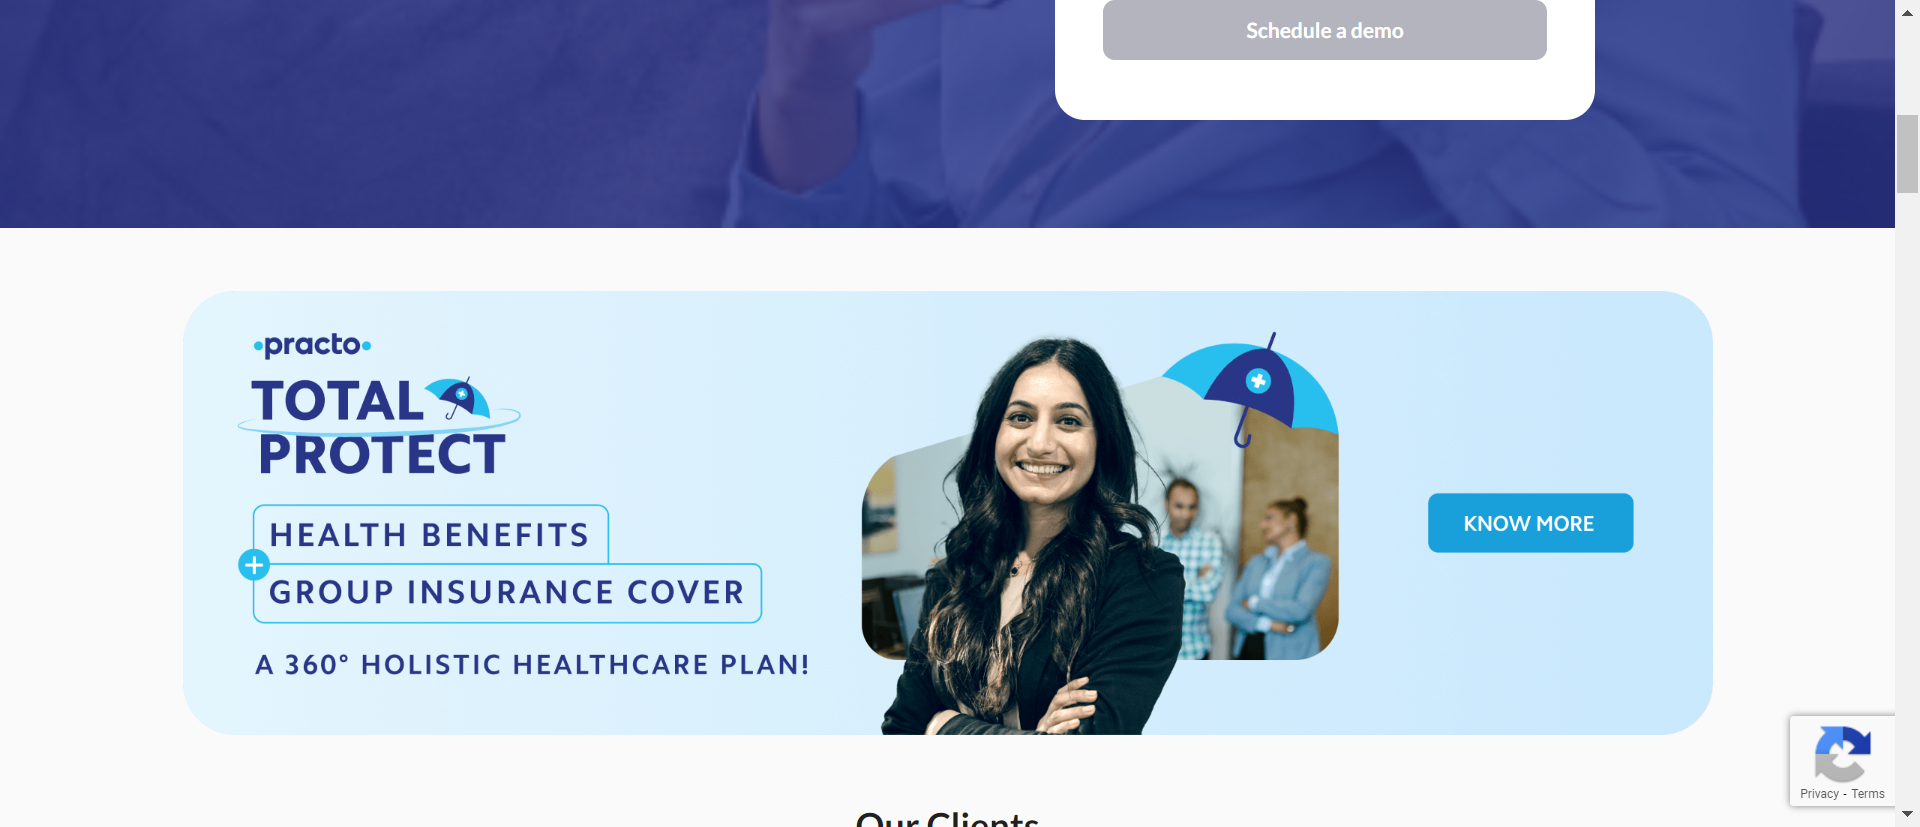 Schedule a demo
practo
TOTAL
PROTECT
HEALTH BENEFITS
+
GROUP INSURANCE COVER
A 360° HOLISTIC HEALTHCARE PLAN!
KNOW MORE
Privacy - Terms
Our Clients